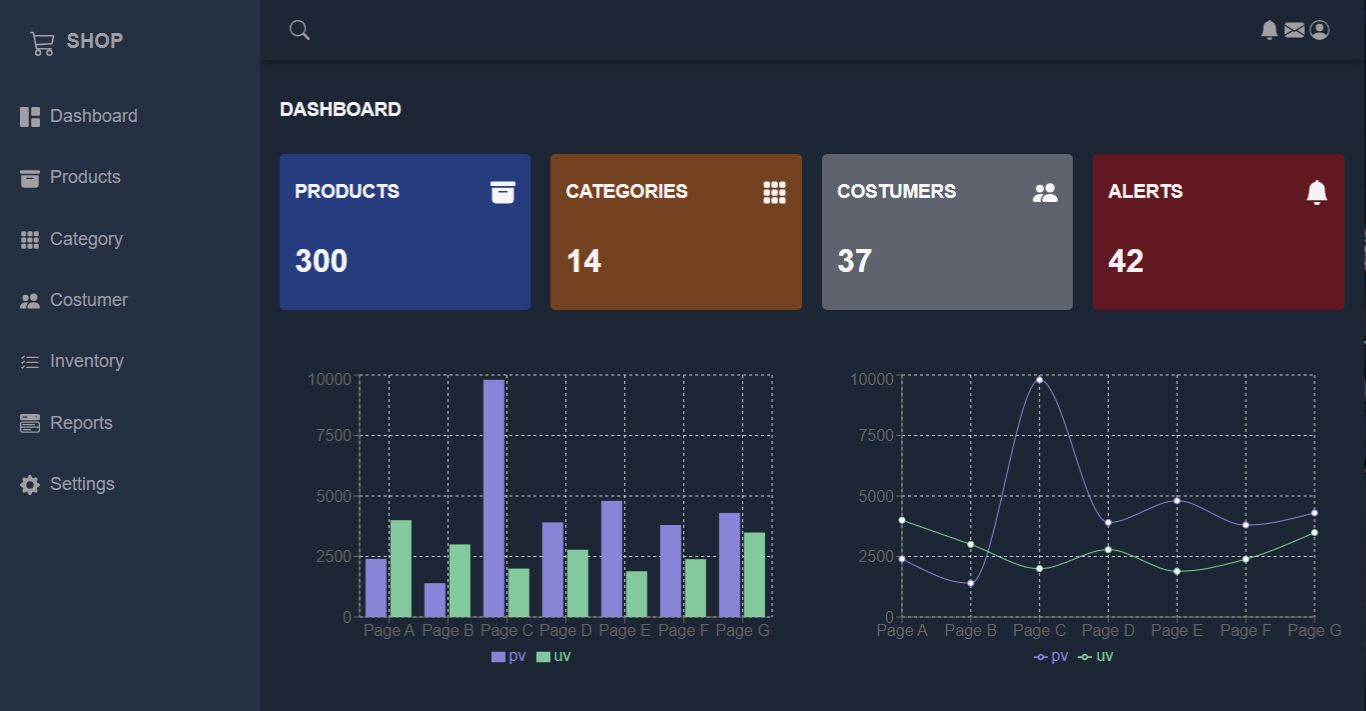 SHOP
Dashboard
Products
Category
Costumer
Inventory
Reports
Settings
DASHBOARD
PRODUCTS
300
CATEGORIES
14
COSTUMERS
37
ALERTS
42
10000
7500
5000
2500
0
Page A Page B Page C Page D Page E Page F Page G
pv uv
10000
7500
5000
2500
0
Page A Page B Page C Page D Page E Page F Page G
pv uv